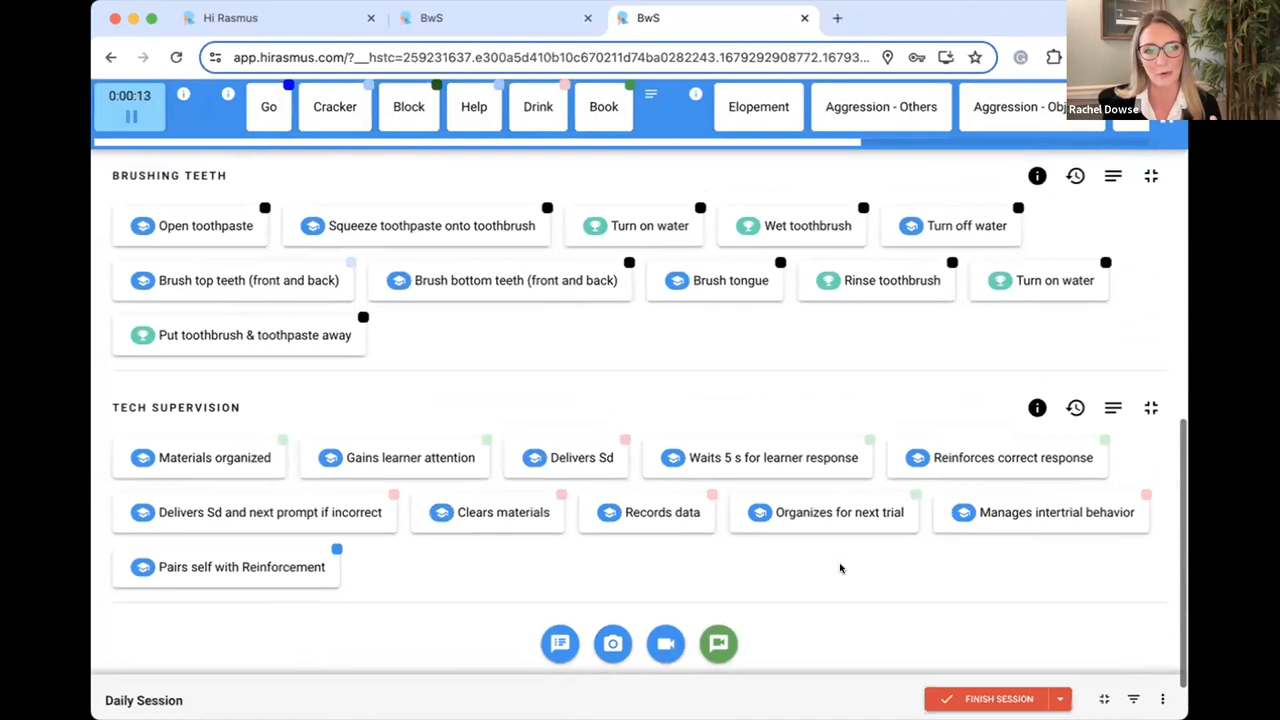 Hi Rasmus
BwS
BwS
app.hirasmus.com/?__hstc=259231637.e300a5d410b10c670211d74ba0282243.1679292908772.16793...
Rachel Dowse
0:00:13
Go
Cracker
Block
Help
Drink
Book
Elopement
Aggression - Others
Aggression - Obj
BRUSHING TEETH
Open toothpaste
Squeeze toothpaste onto toothbrush
Turn on water
Wet toothbrush
Turn off water
Brush top teeth (front and back)
Brush bottom teeth (front and back)
Brush tongue
Rinse toothbrush
Turn on water
Put toothbrush & toothpaste away
TECH SUPERVISION
Materials organized
Gains learner attention
Delivers Sd
Waits 5 s for learner response
Reinforces correct response
Delivers Sd and next prompt if incorrect
Clears materials
Records data
Organizes for next trial
Manages intertrial behavior
Pairs self with Reinforcement
Daily Session
FINISH SESSION